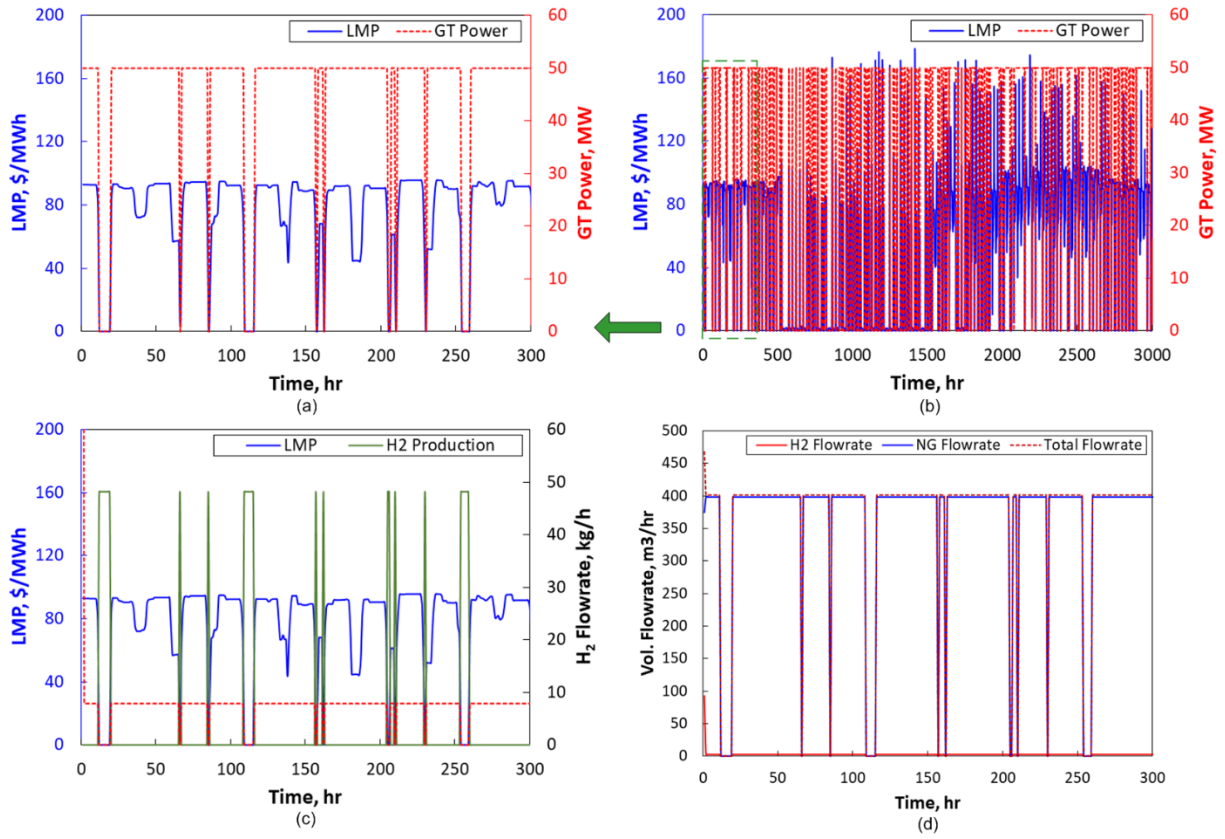 LMP GT Power
LMP, $/MWh
200
160
120
80
40
0
GT Power, MW
60
50
40
30
20
10
0
0 50 100 150 200 250 300
Time, hr
(a)
LMP GT Power
LMP, $/MWh
200
160
120
80
40
0
GT Power, MW
60
50
40
30
20
10
0
0 500 1000 1500 2000 2500 3000
Time, hr
(b)
LMP H2 Production
LMP, $/MWh
200
160
120
80
40
0
H₂ Flowrate, kg/h
60
50
40
30
20
10
0
0 50 100 150 200 250 300
Time, hr
(c)
H2 Flowrate NG Flowrate Total Flowrate
Vol. Flowrate, m3/hr
500
450
400
350
300
250
200
150
100
50
0
0 50 100 150 200 250 300
Time, hr
(d)